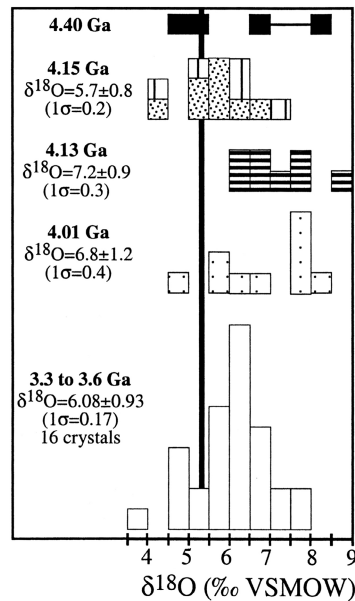 4.40 Ga
4.15 Ga
δ18O=5.7±0.8
(1σ=0.2)
4.13 Ga
δ18O=7.2±0.9
(1σ=0.3)
4.01 Ga
δ18O=6.8±1.2
(1σ=0.4)
3.3 to 3.6 Ga
δ18O=6.08±0.93
(1σ=0.17)
16 crystals
4 5 6 7 8 9
δ18O (‰ VSMOW)